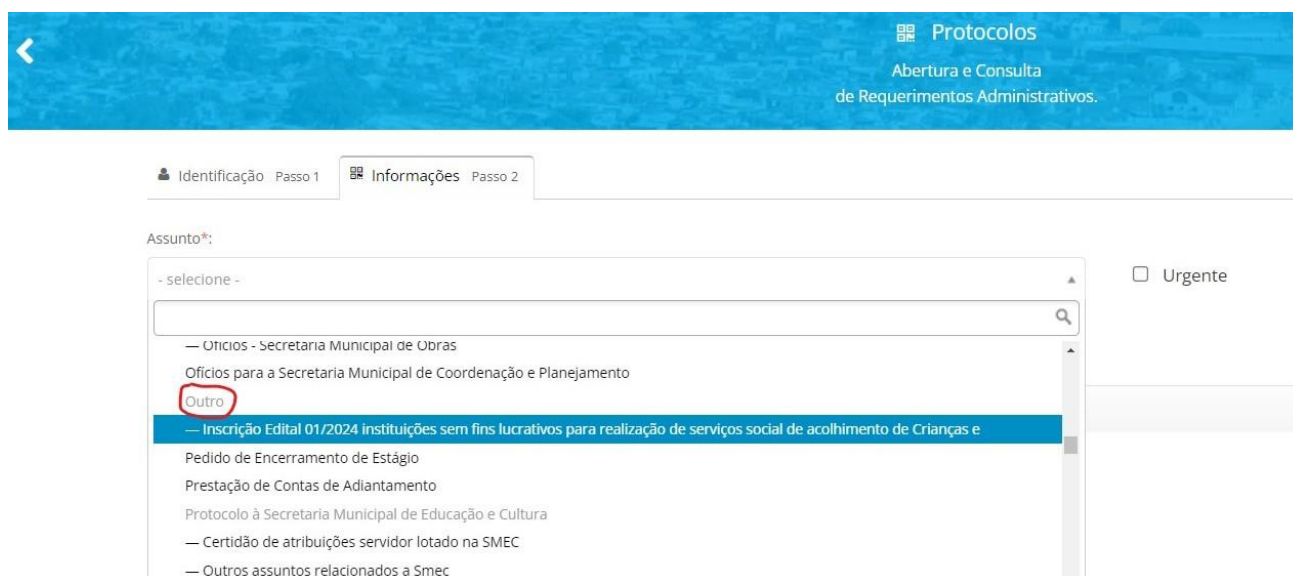 Protocolos
Abertura e Consulta
de Requerimentos Administrativos.
Identificação Passo 1
Informações Passo 2
Assunto*:
- selecione -
Urgente
— Ofícios - Secretaria Municipal de Obras
Ofícios para a Secretaria Municipal de Coordenação e Planejamento
Outro
— Inscrição Edital 01/2024 instituições sem fins lucrativos para realização de serviços social de acolhimento de Crianças e
Pedido de Encerramento de Estágio
Prestação de Contas de Adiantamento
Protocolo à Secretaria Municipal de Educação e Cultura
— Certidão de atribuições servidor lotado na SMEC
— Outros assuntos relacionados a Smec